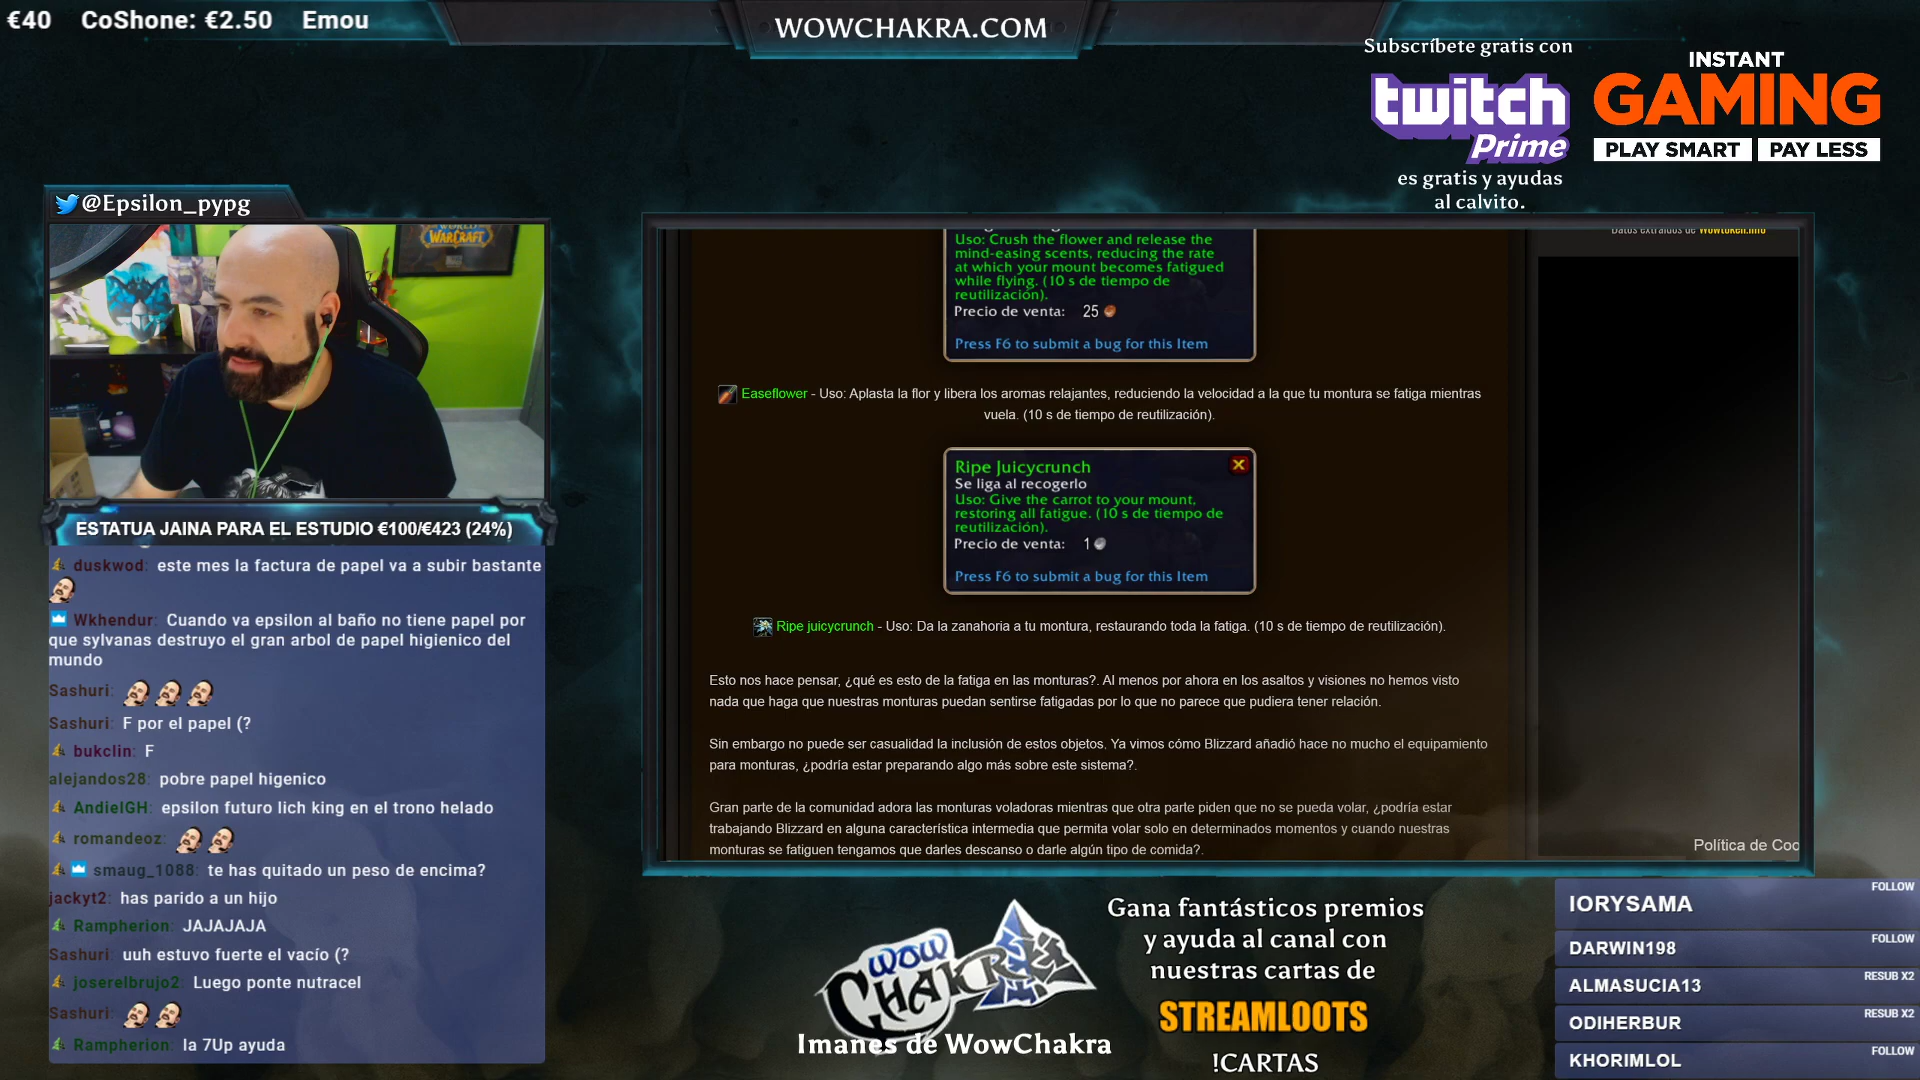 €40 CoShone: €2.50 Emou
WOWCHAKRA.COM
Subscríbete gratis con
twitch
Prime
es gratis y ayudas
al calvito.
INSTANT
GAMING
PLAY SMART PAY LESS
@Epsilon_pypg
WORLD
WARCRAFT
ESTATUA JAINA PARA EL ESTUDIO €100/€423 (24%)
duskwod: este mes la factura de papel va a subir bastante
Wkhendur: Cuando va epsilon al baño no tiene papel por
que sylvanas destruyo el gran arbol de papel higienico del
mundo
Sashuri:
Sashuri: F por el papel (?
bukclin: F
alejandos28: pobre papel higenico
AndielGH: epsilon futuro lich king en el trono helado
romandeoz:
smaug_1088: te has quitado un peso de encima?
jackyt2: has parido a un hijo
Rampherion: JAJAJAJA
Sashuri: uuh estuvo fuerte el vacío (?
joserelbrujo2: Luego ponte nutracel
Sashuri:
Rampherion: la 7Up ayuda
Uso: Crush the flower and release the
mind-easing scents, reducing the rate
at which your mount becomes fatigued
while flying. (10 s de tiempo de
reutilización).
Precio de venta: 25
Press F6 to submit a bug for this Item
Easeflower - Uso: Aplasta la flor y libera los aromas relajantes, reduciendo la velocidad a la que tu montura se fatiga mientras
vuela. (10 s de tiempo de reutilización).
Ripe Juicycrunch
Se liga al recogerlo
Uso: Give the carrot to your mount,
restoring all fatigue. (10 s de tiempo de
reutilización).
Precio de venta: 1
Press F6 to submit a bug for this Item
Ripe juicycrunch - Uso: Da la zanahoria a tu montura, restaurando toda la fatiga. (10 s de tiempo de reutilización).
Esto nos hace pensar, ¿qué es esto de la fatiga en las monturas?. Al menos por ahora en los asaltos y visiones no hemos visto
nada que haga que nuestras monturas puedan sentirse fatigadas por lo que no parece que pudiera tener relación.
Sin embargo no puede ser casualidad la inclusión de estos objetos. Ya vimos cómo Blizzard añadió hace no mucho el equipamiento
para monturas, ¿podría estar preparando algo más sobre este sistema?.
Gran parte de la comunidad adora las monturas voladoras mientras que otra parte piden que no se pueda volar, ¿podría estar
trabajando Blizzard en alguna característica intermedia que permita volar solo en determinados momentos y cuando nuestras
monturas se fatiguen tengamos que darles descanso o darle algún tipo de comida?.
Datos extraídos de Wowtoken.info
Política de Coo
WOW
CHAKRA
Imanes de WowChakra
Gana fantásticos premios
y ayuda al canal con
nuestras cartas de
STREAMLOOTS
!CARTAS
FOLLOW
IORYSAMA
FOLLOW
DARWIN198
RESUB X2
ALMASUCIA13
RESUB X2
ODIHERBUR
FOLLOW
KHORIMLOL